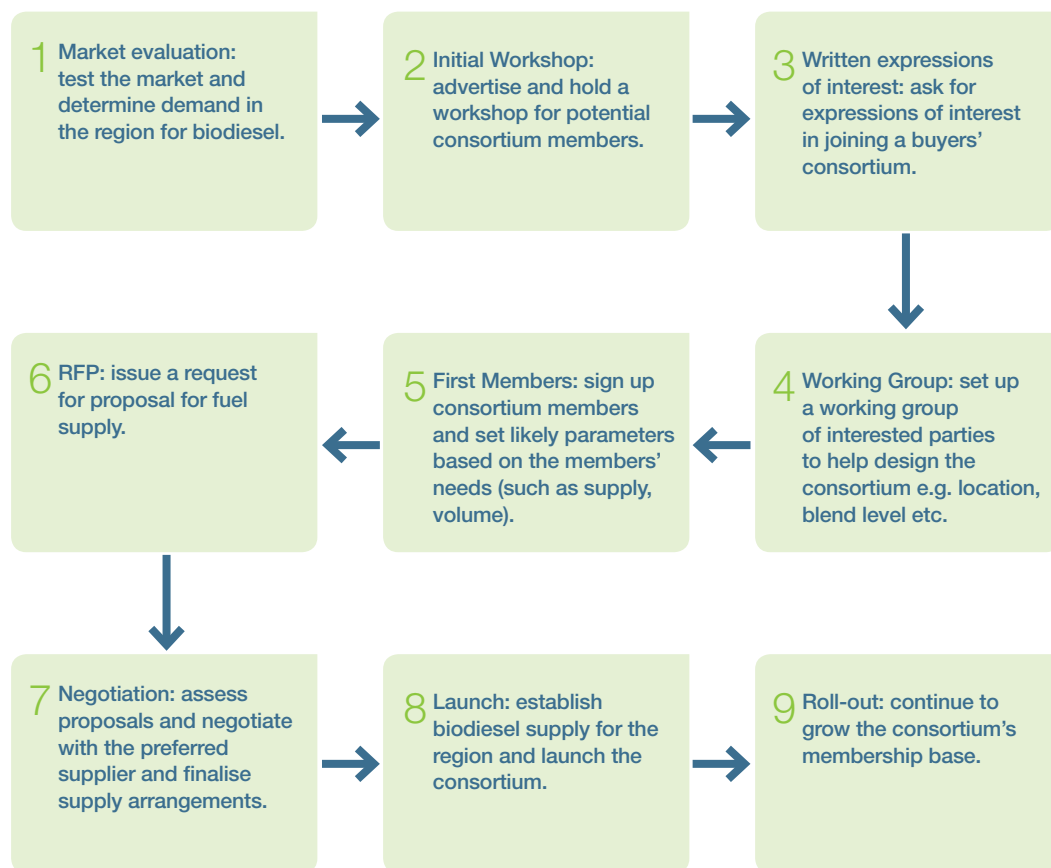 1 Market evaluation:
test the market and
determine demand in
the region for biodiesel.
2 Initial Workshop:
advertise and hold a
workshop for potential
consortium members.
3 Written expressions
of interest: ask for
expressions of interest
in joining a buyers’
consortium.
4 Working Group: set up
a working group
of interested parties
to help design the
consortium e.g. location,
blend level etc.
5 First Members: sign up
consortium members
and set likely parameters
based on the members’
needs (such as supply,
volume).
6 RFP: issue a request
for proposal for fuel
supply.
7 Negotiation: assess
proposals and negotiate
with the preferred
supplier and finalise
supply arrangements.
8 Launch: establish
biodiesel supply for the
region and launch the
consortium.
9 Roll-out: continue to
grow the consortium’s
membership base.